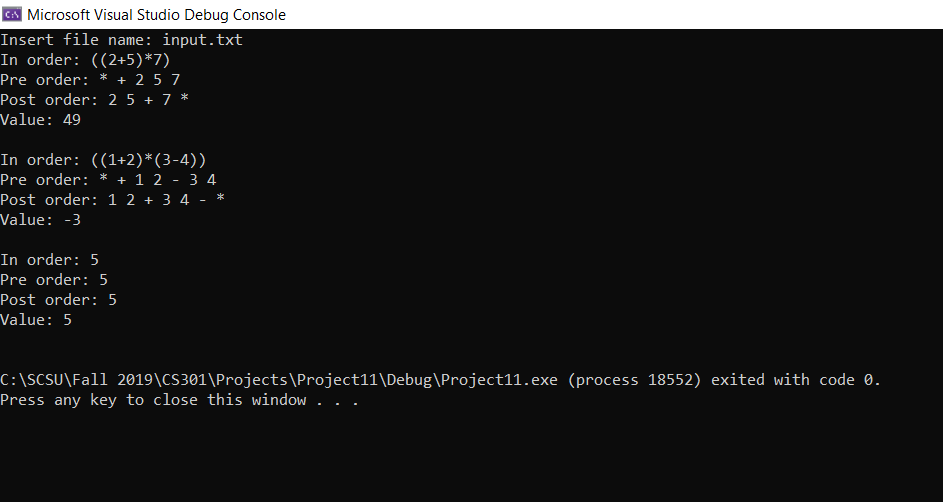 Microsoft Visual Studio Debug Console
Insert file name: input.txt
In order: ((2+5)*7)
Pre order: * + 2 5 7
Post order: 2 5 + 7 *
Value: 49
In order: ((1+2)*(3-4))
Pre order: * + 1 2 - 3 4
Post order: 1 2 + 3 4 - *
Value: -3
In order: 5
Pre order: 5
Post order: 5
Value: 5
C:\SCSU\Fall 2019\CS301\Projects\Project11\Debug\Project11.exe (process 18552) exited with code 0.
Press any key to close this window . . .